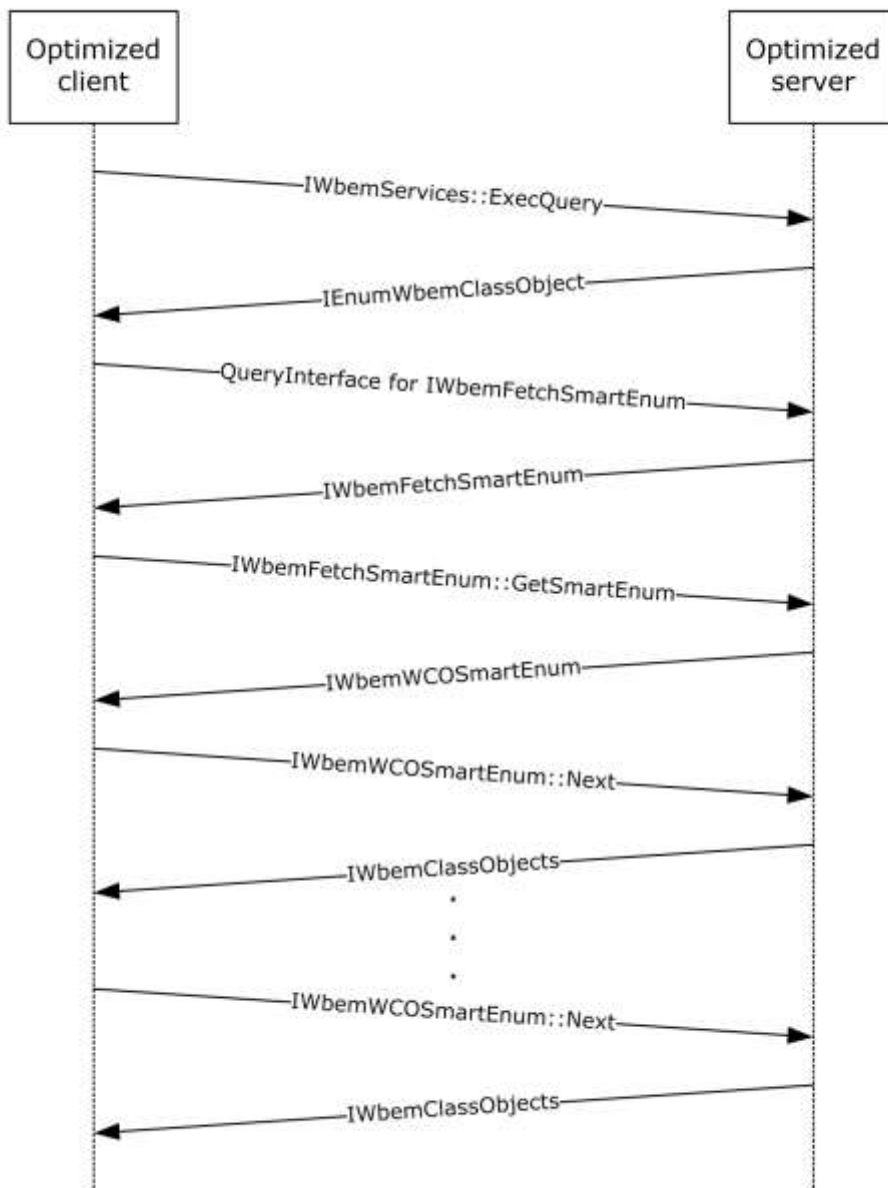 Optimized
client
Optimized
server
IWbemServices::ExecQuery
IEnumWbemClassObject
QueryInterface for IWbemFetchSmartEnum
IWbemFetchSmartEnum
IWbemFetchSmartEnum::GetSmartEnum
IWbemWCOSmartEnum
IWbemWCOSmartEnum::Next
IWbemClassObjects
.
.
.
IWbemWCOSmartEnum::Next
IWbemClassObjects